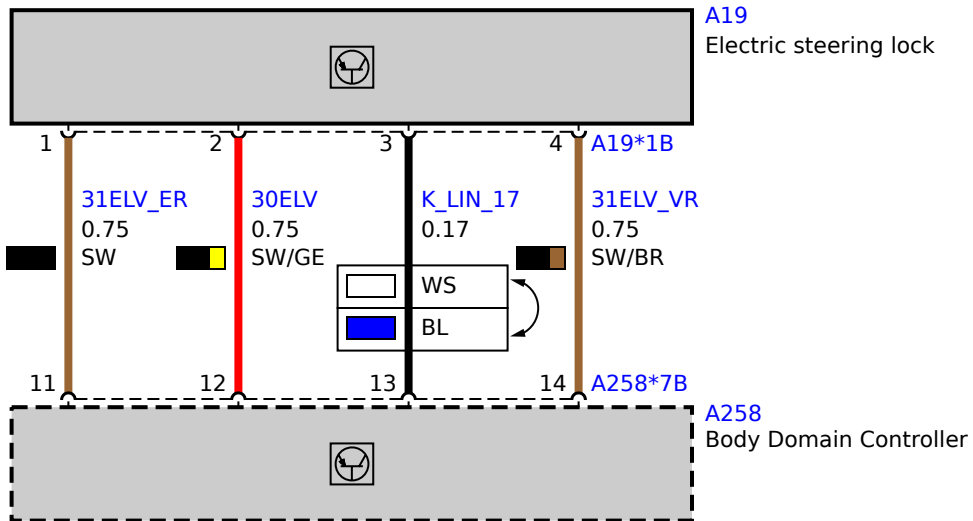 A19
Electric steering lock
1 2 3 4 A19*1B
31ELV_ER 30ELV K_LIN_17 31ELV_VR
0.75 0.75 0.17 0.75
SW SW/GE SW/BR
WS
BL
11 12 13 14 A258*7B
A258
Body Domain Controller